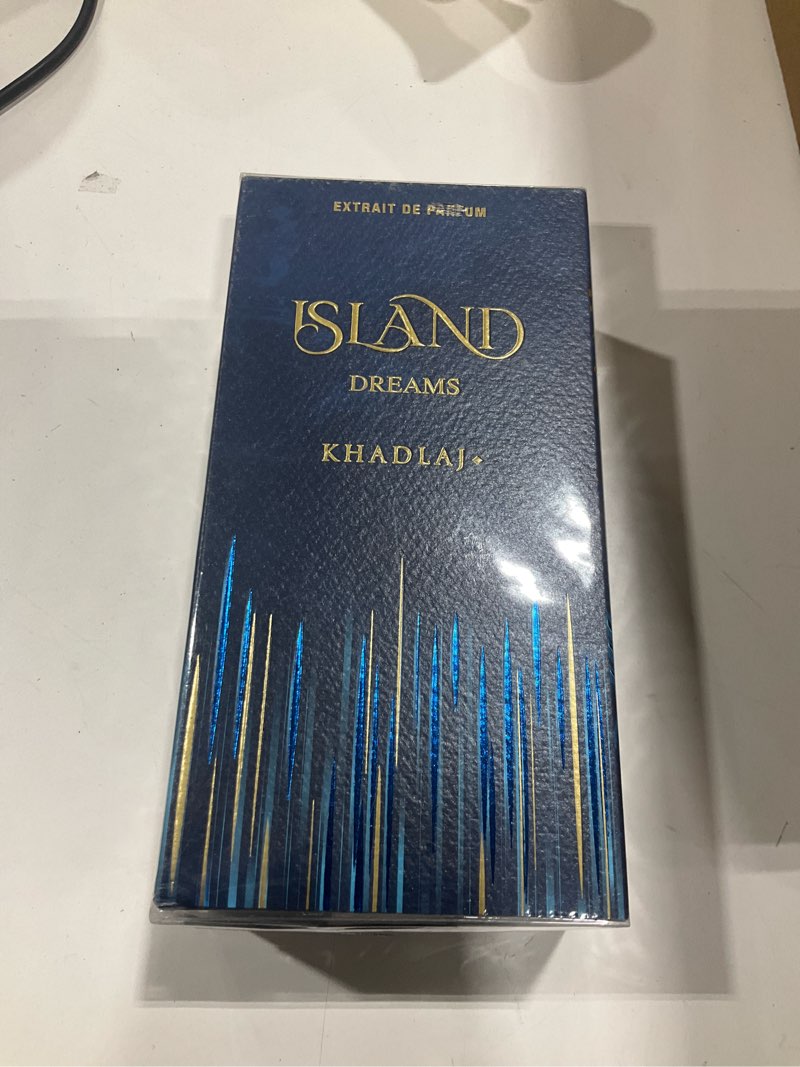 EXTRAIT DE PARFUM
ISLAND
DREAMS
KHADLAJ